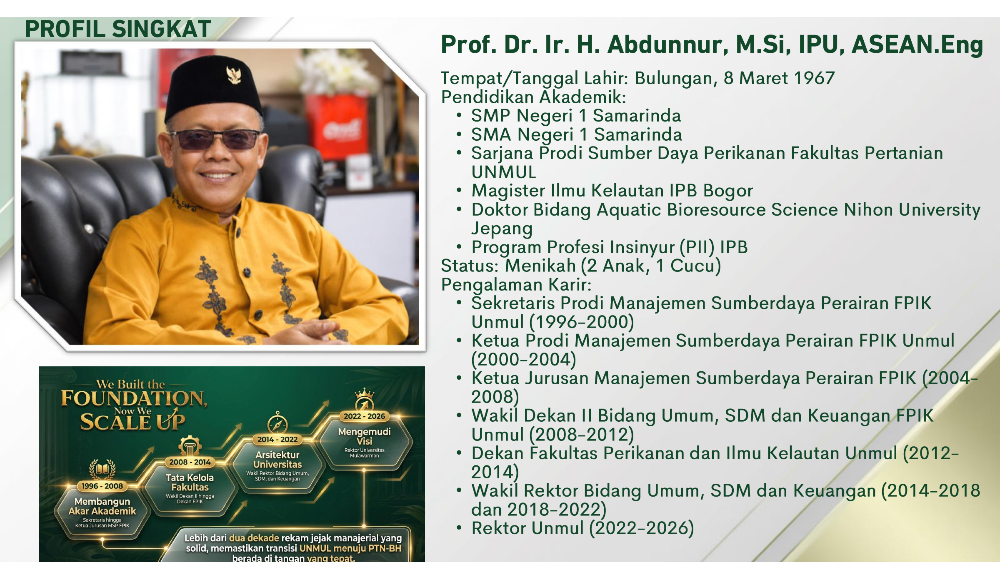 PROFIL SINGKAT
Prof. Dr. Ir. H. Abdunnur, M.Si, IPU, ASEAN.Eng
Tempat/Tanggal Lahir: Bulungan, 8 Maret 1967
Pendidikan Akademik:
• SMP Negeri 1 Samarinda
• SMA Negeri 1 Samarinda
• Sarjana Prodi Sumber Daya Perikanan Fakultas Pertanian
UNMUL
• Magister Ilmu Kelautan IPB Bogor
• Doktor Bidang Aquatic Bioresource Science Nihon University
Jepang
• Program Profesi Insinyur (PII) IPB
Status: Menikah (2 Anak, 1 Cucu)
Pengalaman Karir:
• Sekretaris Prodi Manajemen Sumberdaya Perairan FPIK
Unmul (1996-2000)
• Ketua Prodi Manajemen Sumberdaya Perairan FPIK Unmul
(2000-2004)
• Ketua Jurusan Manajemen Sumberdaya Perairan FPIK (2004-
2008)
• Wakil Dekan II Bidang Umum, SDM dan Keuangan FPIK
Unmul (2008-2012)
• Dekan Fakultas Perikanan dan Ilmu Kelautan Unmul (2012-
2014)
• Wakil Rektor Bidang Umum, SDM dan Keuangan (2014-2018
dan 2018-2022)
• Rektor Unmul (2022-2026)
We Built the
FOUNDATION,
Now We
SCALE UP
1996 - 2008
Membangun
Akar Akademik
Sekretaris hingga
Ketua Jurusan MSP FPIK
2008 - 2014
Tata Kelola
Fakultas
Wakil Dekan II hingga
Dekan FPIK
2014 - 2022
Arsitektur
Universitas
Wakil Rektor Bidang Umum,
SDM, dan Keuangan
2022 - 2026
Mengemudi
Visi
Rektor Universitas
Mulawarman
Lebih dari dua dekade rekam jejak manajerial yang
solid, memastikan transisi UNMUL menuju PTN-BH
berada di tangan yang tepat.